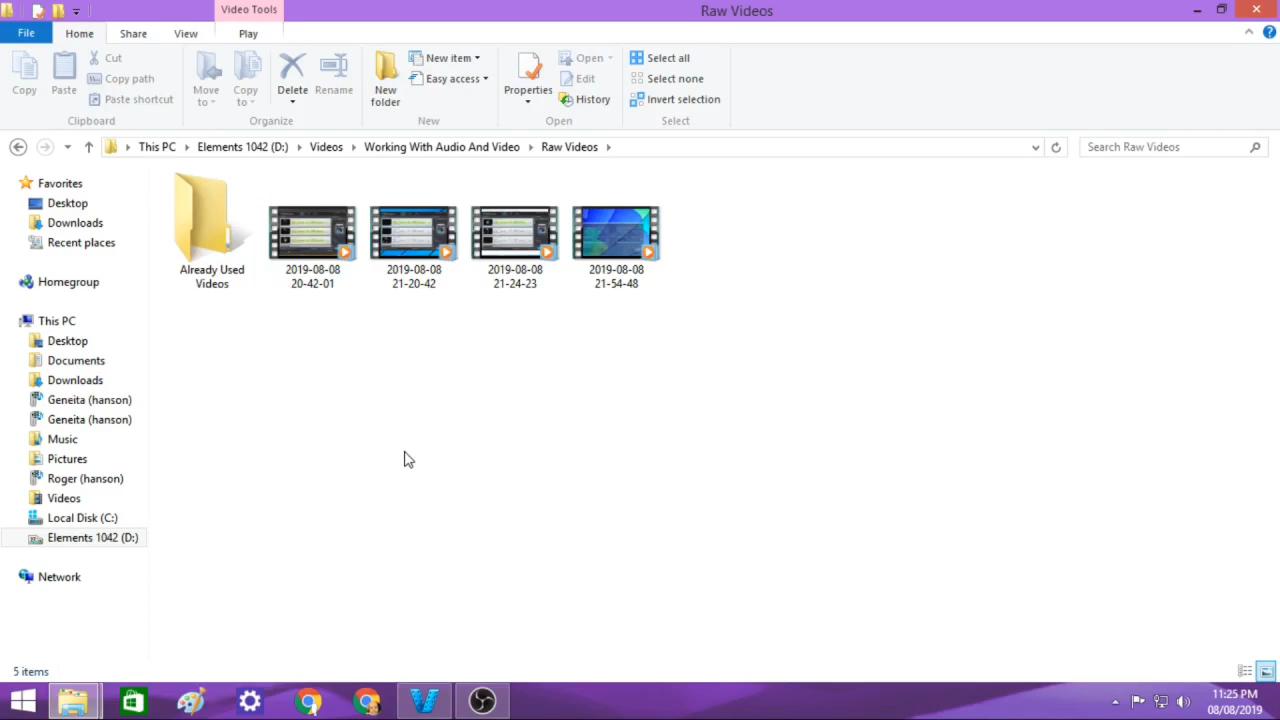 Video Tools
Raw Videos
File
Home
Share
View
Play
Copy
Paste
Cut
Copy path
Paste shortcut
Clipboard
Move to
Copy to
Delete
Rename
Organize
New folder
New item
Easy access
New
Properties
Open
Edit
History
Open
Select all
Select none
Invert selection
Select
This PC
Elements 1042 (D:)
Videos
Working With Audio And Video
Raw Videos
Search Raw Videos
Favorites
Desktop
Downloads
Recent places
Homegroup
This PC
Desktop
Documents
Downloads
Geneita (hanson)
Geneita (hanson)
Music
Pictures
Roger (hanson)
Videos
Local Disk (C:)
Elements 1042 (D:)
Network
Already Used
Videos
2019-08-08
20-42-01
2019-08-08
21-20-42
2019-08-08
21-24-23
2019-08-08
21-54-48
5 items
11:25 PM
08/08/2019